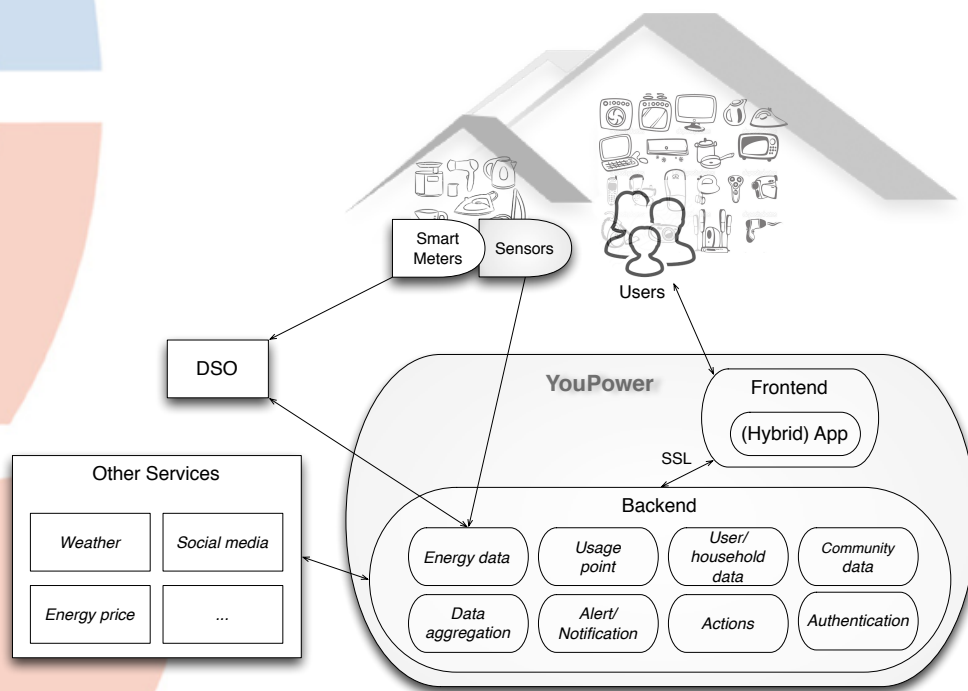 Smart
Meters
Sensors
Users
DSO
YouPower
Frontend
(Hybrid) App
SSL
Other Services
Weather
Social media
Energy price
...
Backend
Energy data
Usage
point
User/
household
data
Community
data
Data
aggregation
Alert/
Notification
Actions
Authentication